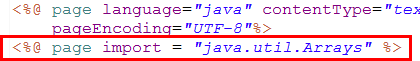 <%@ page language="java" contentType="tex
pageEncoding="UTF-8"%>
<%@ page import = "java.util.Arrays" %>